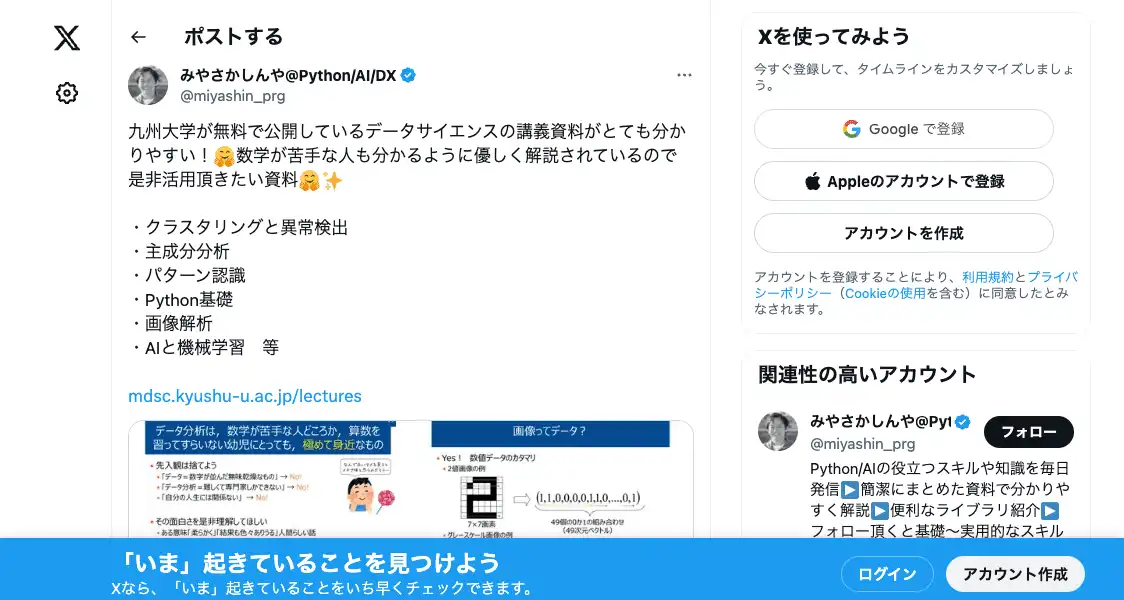 ポストする
みやさかしんや@Python/AI/DX
@miyashin_prg
九州大学が無料で公開しているデータサイエンスの講義資料がとても分か
りやすい！🤗数学が苦手な人も分かるように優しく解説されているので
是非活用頂きたい資料🤗✨
・クラスタリングと異常検出
・主成分分析
・パターン認識
・Python基礎
・画像解析
・AIと機械学習　等
mdsc.kyushu-u.ac.jp/lectures
データ分析は，数学が苦手な人どころか，算数を
習ってすらいない幼児にとっても，極めて身近なもの
・先入観は捨てよう
・「データ＝数学が並んだ無味乾燥なもの」→ No!
・「データ分析＝難しくて専門家しかできない」→ No!
・「自分の人生には関係ない」→ No!
・その面白さを是非理解してほしい
・ある意味「柔らかく」「結果も色々ありうる」人間らしい話
画像ってデータ？
・Yes！　数値データのカタマリ
・2値画像の例
(1,1,0,0,0,0,1,1,0,...,0,1)
7×7画素
49個の0か1の組み合わせ
(49次元ベクトル)
・グレースケール画像の例
Xを使ってみよう
今すぐ登録して、タイムラインをカスタマイズしましょ
う。
Google で登録
Appleのアカウントで登録
アカウントを作成
アカウントを登録することにより、利用規約とプライバ
シーポリシー（Cookieの使用を含む）に同意したとみ
なされます。
関連性の高いアカウント
みやさかしんや@Pyt
@miyashin_prg
フォロー
Python/AIの役立つスキルや知識を毎日
発信▶️簡潔にまとめた資料で分かりや
すく解説▶️便利なライブラリ紹介▶️
フォロー頂くと基礎〜実用的なスキル
「いま」起きていることを見つけよう
Xなら、「いま」起きていることをいち早くチェックできます。
ログイン
アカウント作成